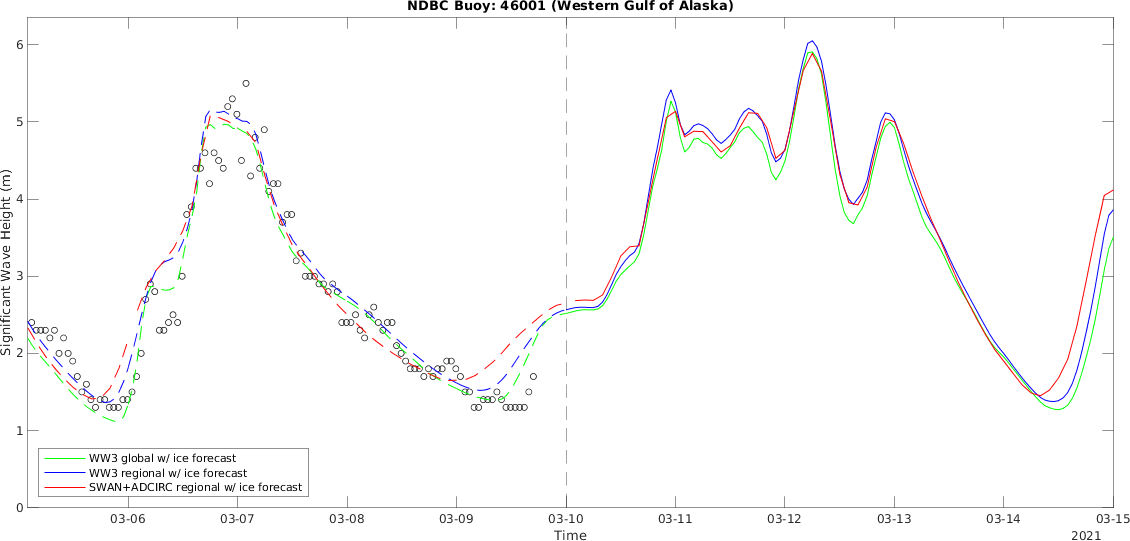 NDBC Buoy: 46001 (Western Gulf of Alaska)
Significant Wave Height (m)
6
5
4
3
2
1
0
WW3 global w/ ice forecast
WW3 regional w/ ice forecast
SWAN+ADCIRC regional w/ ice forecast
03-06 03-07 03-08 03-09 03-10 03-11 03-12 03-13 03-14 03-15
Time
2021